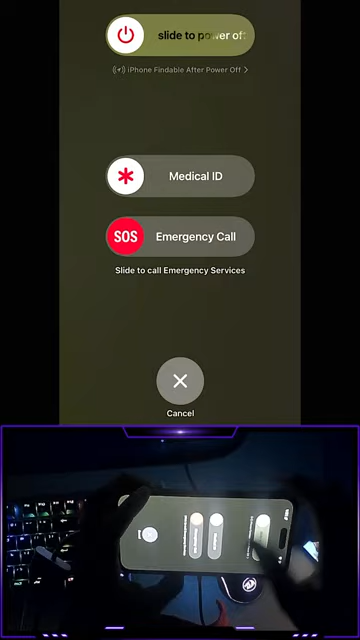 slide to power off
iPhone Findable After Power Off
Medical ID
SOS
Emergency Call
Slide to call Emergency Services
Cancel